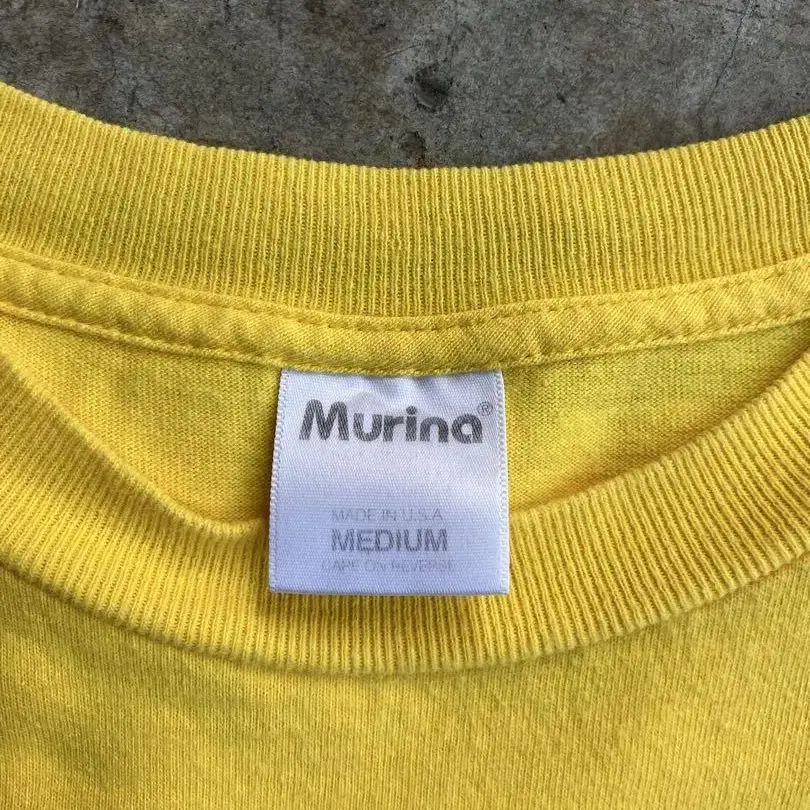 Murina®
MADE IN U.S.A
MEDIUM
CARE ON REVERSE